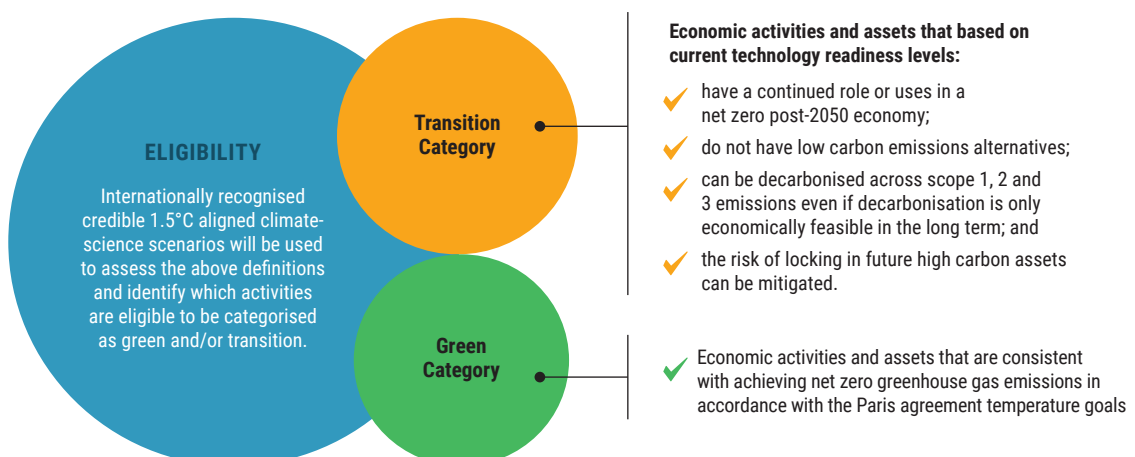 ELIGIBILITY
Internationally recognised
credible 1.5°C aligned climate-
science scenarios will be used
to assess the above definitions
and identify which activities
are eligible to be categorised
as green and/or transition.
Transition
Category
Economic activities and assets that based on
current technology readiness levels:
have a continued role or uses in a
net zero post-2050 economy;
do not have low carbon emissions alternatives;
can be decarbonised across scope 1, 2 and
3 emissions even if decarbonisation is only
economically feasible in the long term; and
the risk of locking in future high carbon assets
can be mitigated.
Green
Category
Economic activities and assets that are consistent
with achieving net zero greenhouse gas emissions in
accordance with the Paris agreement temperature goals